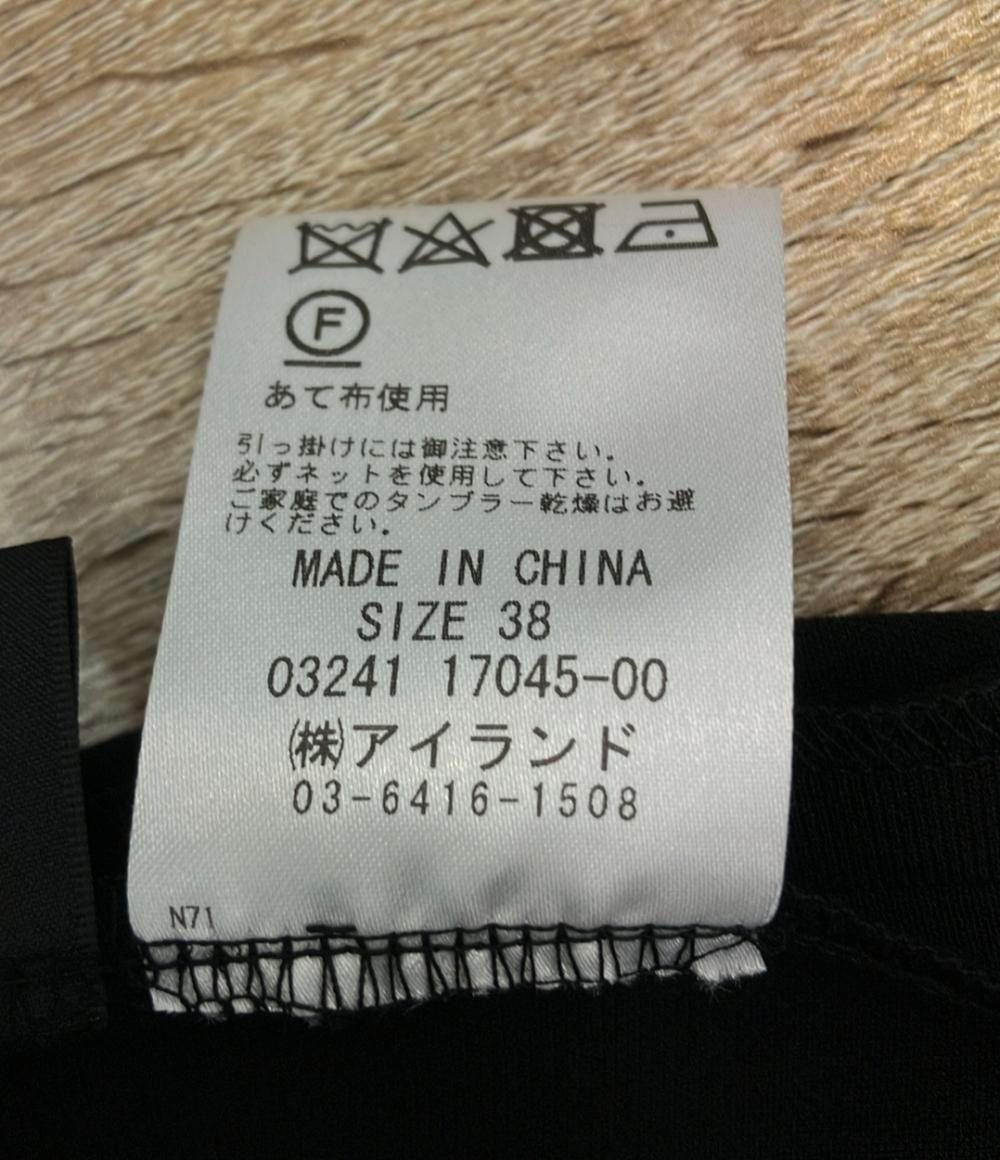 F
あて布使用
引っ掛けには御注意下さい。
必ずネットを使用して下さい。
ご家庭でのタンブラー乾燥はお避
けください。
MADE IN CHINA
SIZE 38
03241 17045-00
㈱アイランド
03-6416-1508
N71